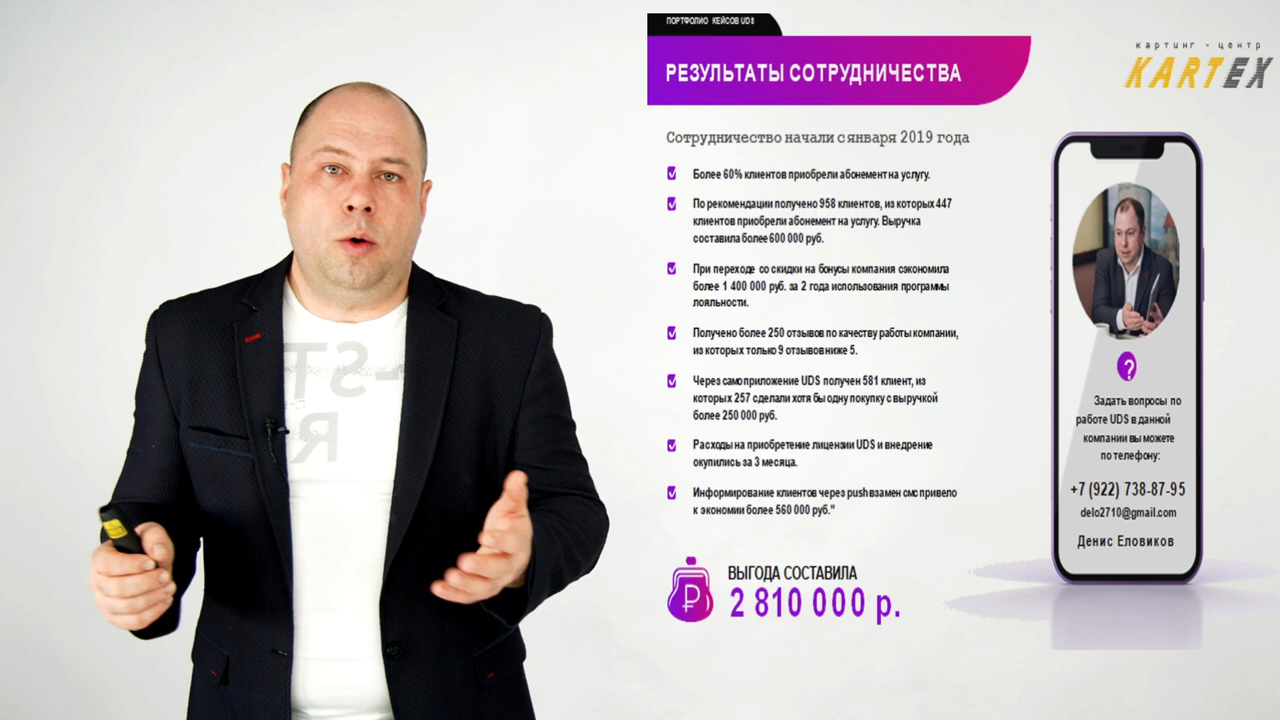 ПОРТФОЛИО КЕЙСОВ UDS
РЕЗУЛЬТАТЫ СОТРУДНИЧЕСТВА
картинг - центр
KARTEX
Сотрудничество начали с января 2019 года
Более 60% клиентов приобрели абонемент на услугу.
По рекомендации получено 958 клиентов, из которых 447
клиентов приобрели абонемент на услугу. Выручка
составила более 600 000 руб.
При переходе со скидки на бонусы компания сэкономила
более 1 400 000 руб. за 2 года использования программы
лояльности.
Получено более 250 отзывов по качеству работы компании,
из которых только 9 отзывов ниже 5.
Через самоприложение UDS получен 581 клиент, из
которых 257 сделали хотя бы одну покупку с выручкой
более 250 000 руб.
Расходы на приобретение лицензии UDS и внедрение
окупились за 3 месяца.
Информирование клиентов через push взамен смс привело
к экономии более 560 000 руб."
ВЫГОДА СОСТАВИЛА
2 810 000 р.
?
Задать вопросы по
работе UDS в данной
компании вы можете
по телефону:
+7 (922) 738-87-95
delo2710@gmail.com
Денис Еловиков